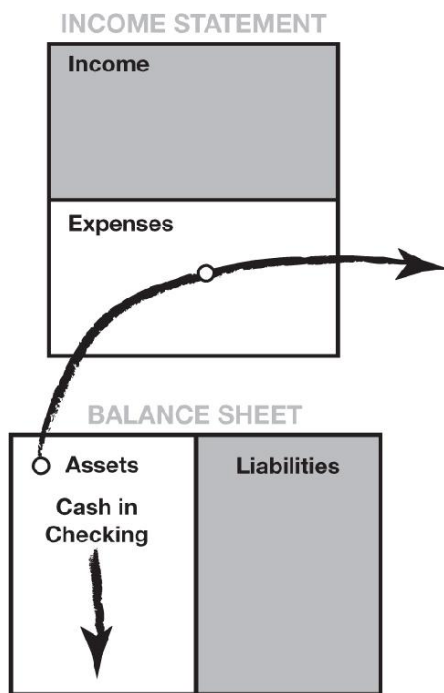 INCOME STATEMENT
Income
Expenses
BALANCE SHEET
Assets
Cash in
Checking
Liabilities